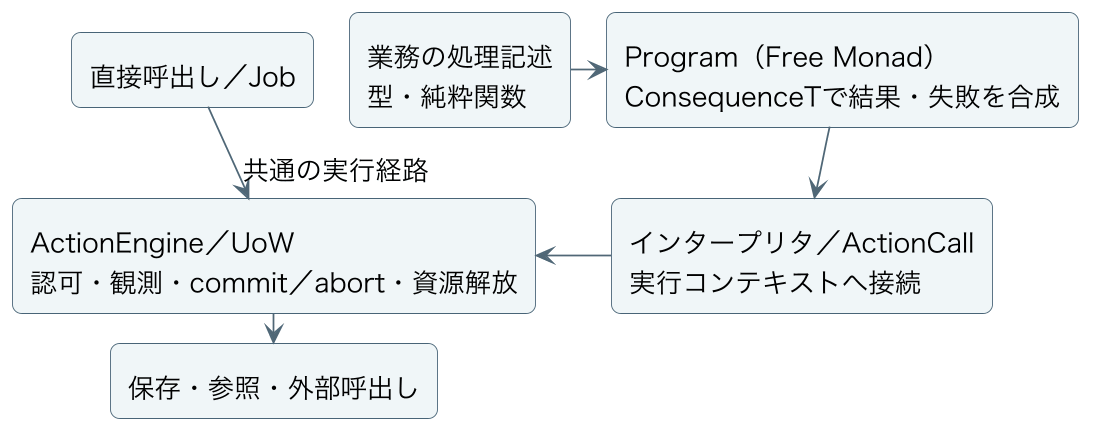 直接呼出し／Job
業務の処理記述
型・純粋関数
Program（Free Monad）
ConsequenceTで結果・失敗を合成
共通の実行経路
ActionEngine／UoW
認可・観測・commit／abort・資源解放
インタープリタ／ActionCall
実行コンテキストへ接続
保存・参照・外部呼出し